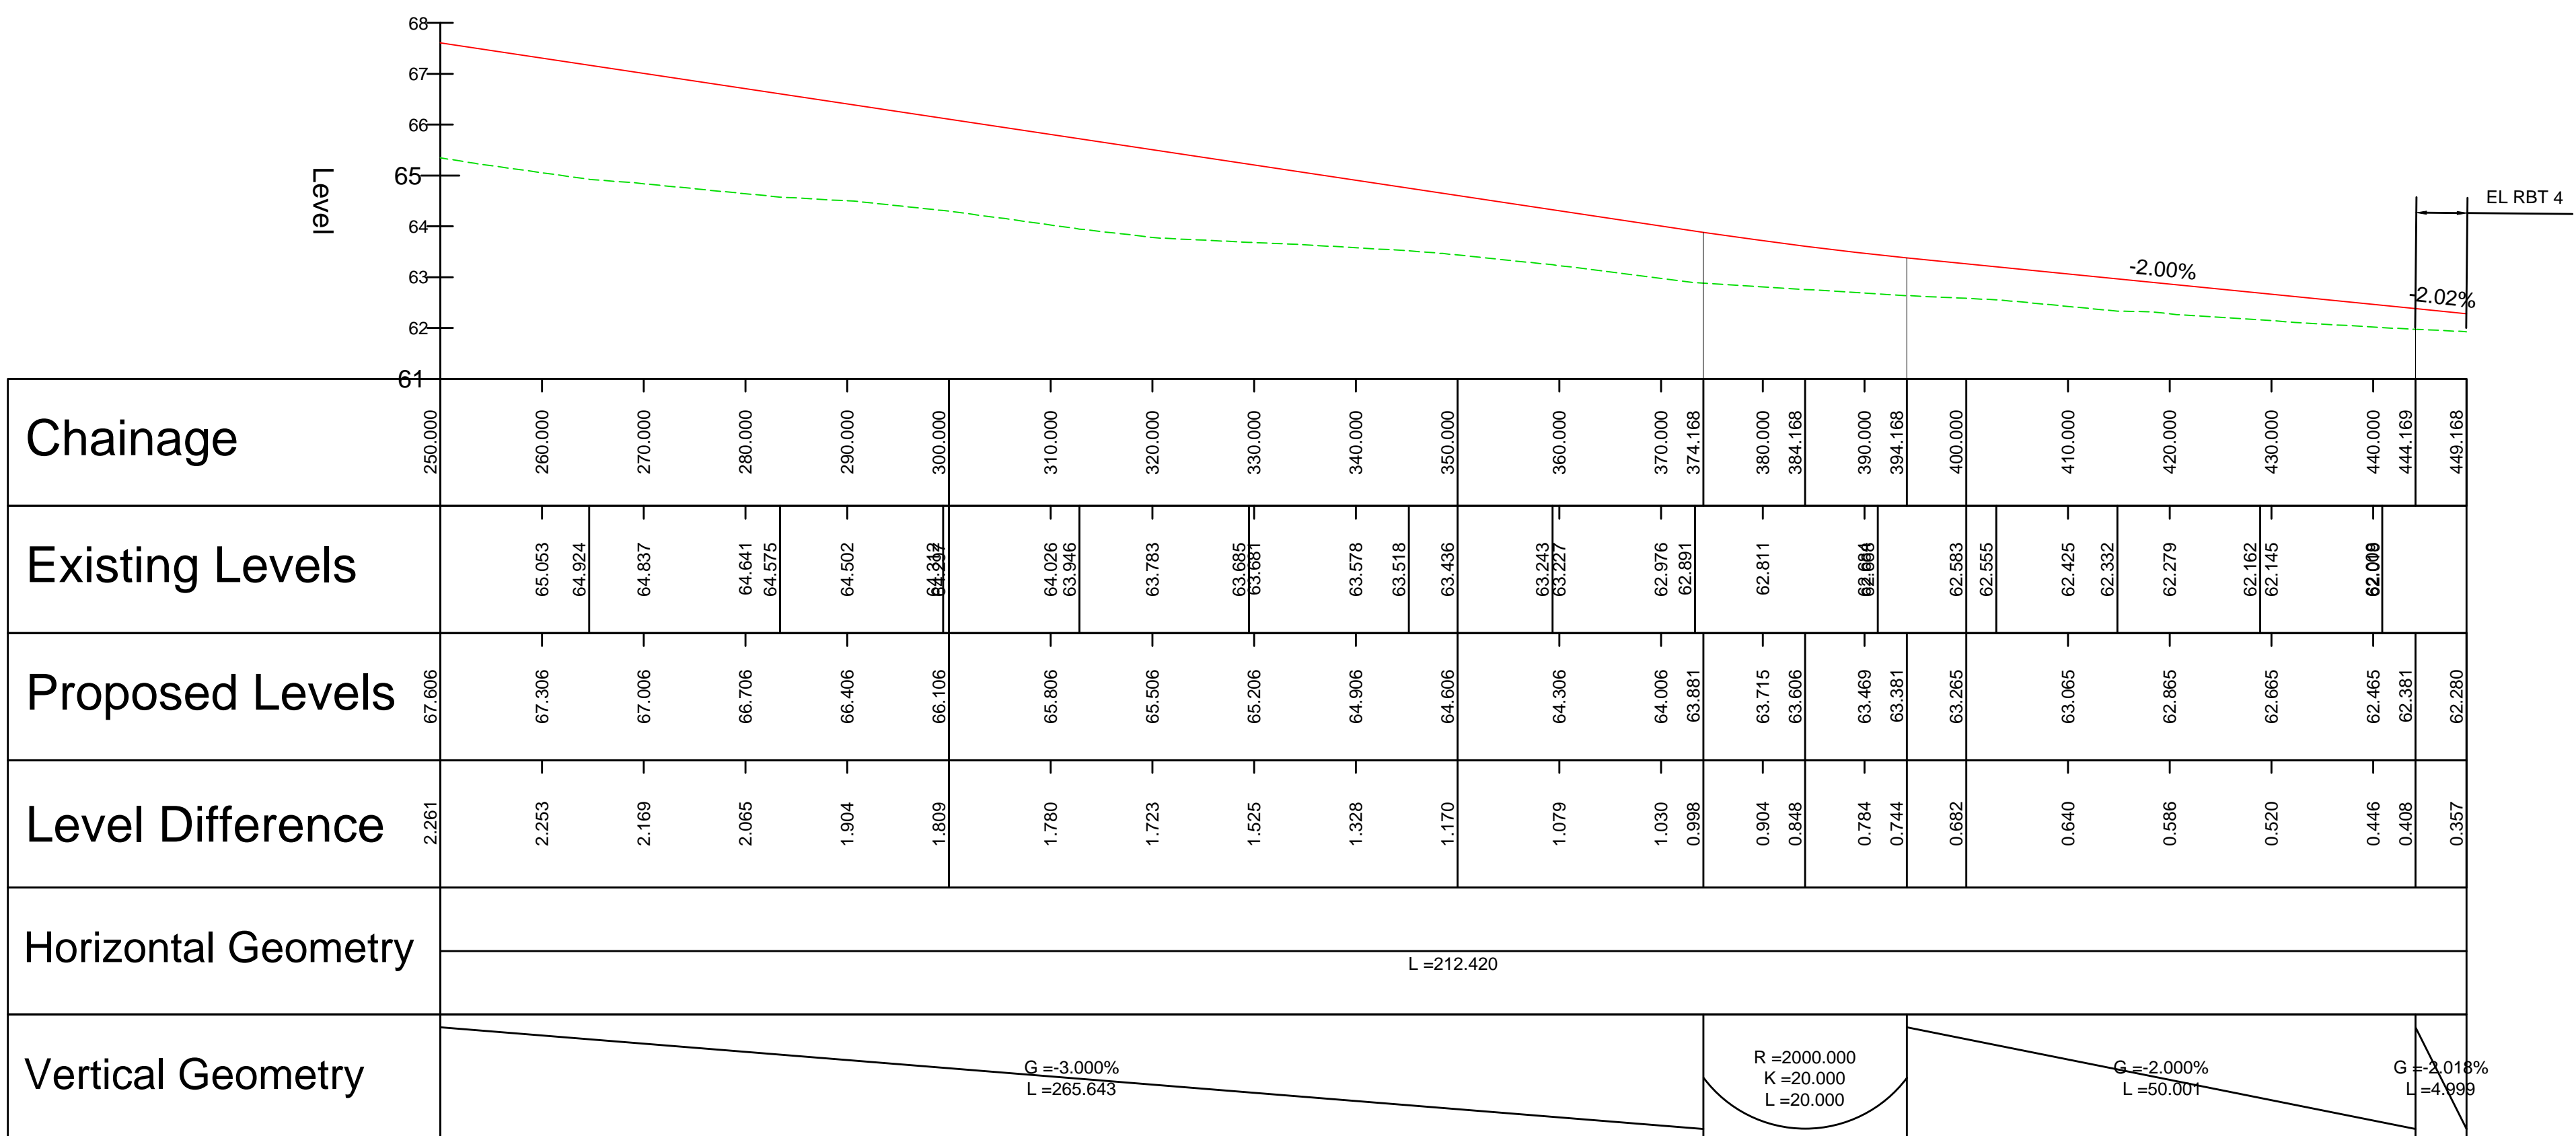 68
67
66
65
64
63
62
61
Level
EL RBT 4
-2.00%
-2.02%
Chainage
250.000 260.000 270.000 280.000 290.000 300.000 310.000 320.000 330.000 340.000 350.000 360.000 370.000 374.168 380.000 384.168 390.000 394.168 400.000 410.000 420.000 430.000 440.000 444.169 449.168
Existing Levels
65.053 64.924 64.837 64.641 64.575 64.502 64.026 63.946 63.783 63.685 63.681 63.578 63.518 63.436 63.243 63.227 62.976 62.891 62.811 62.583 62.555 62.425 62.332 62.279 62.162 62.145
Proposed Levels
67.606 67.306 67.006 66.706 66.406 66.106 65.806 65.506 65.206 64.906 64.606 64.306 64.006 63.881 63.715 63.606 63.469 63.381 63.265 63.065 62.865 62.665 62.465 62.381 62.280
Level Difference
2.261 2.253 2.169 2.065 1.904 1.809 1.780 1.723 1.525 1.328 1.170 1.079 1.030 0.998 0.904 0.848 0.784 0.744 0.682 0.640 0.586 0.520 0.446 0.408 0.357
Horizontal Geometry
L =212.420
Vertical Geometry
G =-3.000%
L =265.643
R =2000.000
K =20.000
L =20.000
G =-2.000%
L =50.001
G =-2.018%
L =4.999